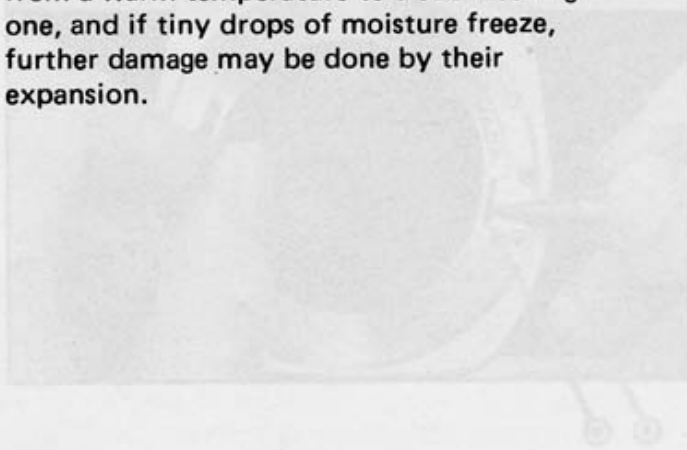 one, and if tiny drops of moisture freeze,
further damage may be done by their
expansion.